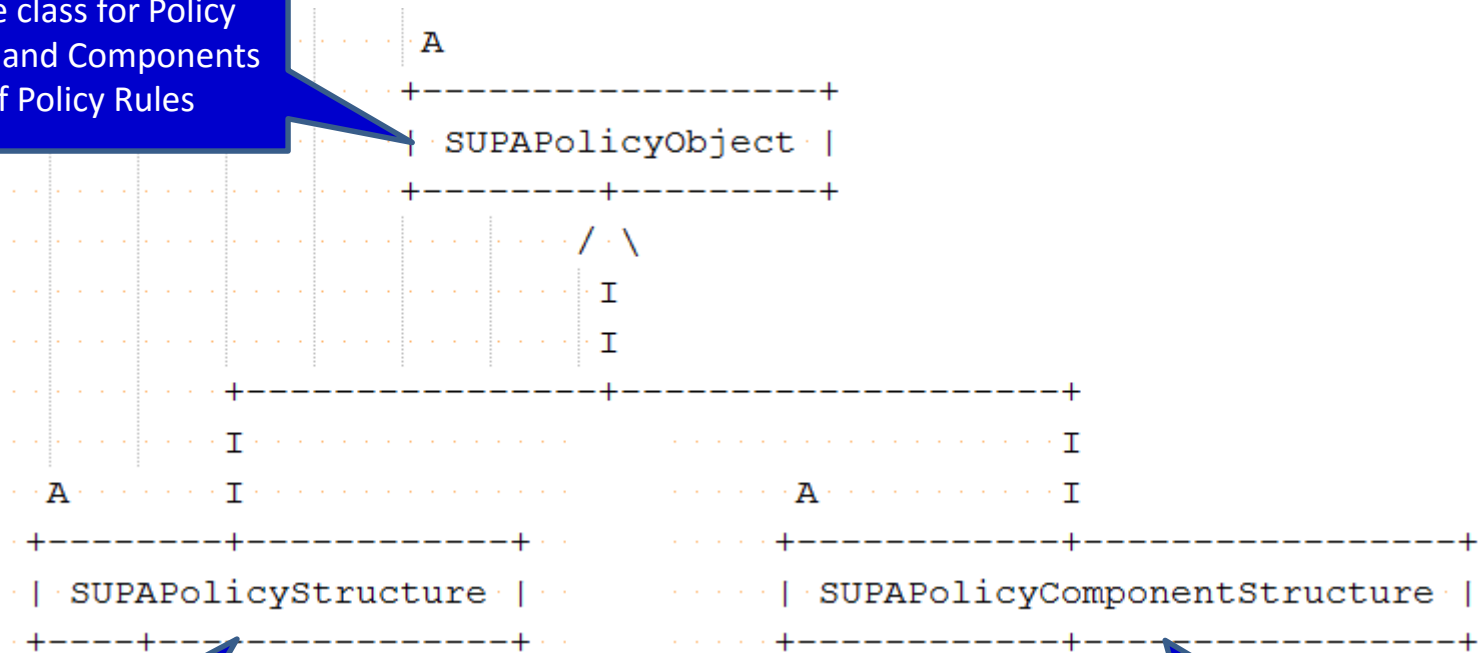 class for Policy
and Components
Policy Rules
A
+------------------+
| SUPAPolicyObject |
+--------+---------+
/ \
I
I
+----------------+--------------------+
I I
A I A I
+--------+------------+ +------------+-----------------+
| SUPAPolicyStructure | | SUPAPolicyComponentStructure |
+----+----------------+ +------------+-----------------+